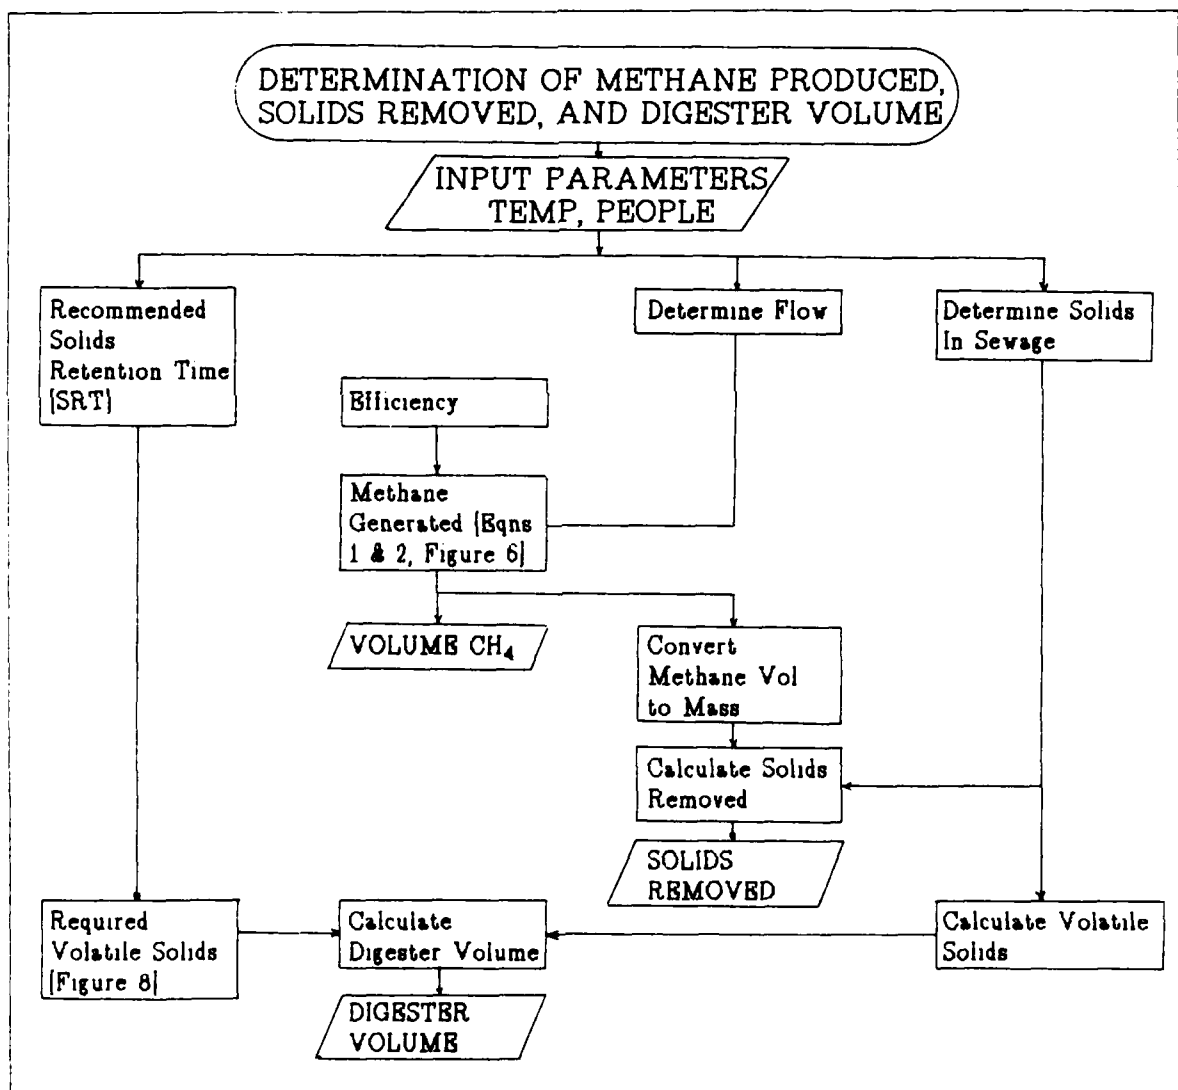 DETERMINATION OF METHANE PRODUCED,
SOLIDS REMOVED, AND DIGESTER VOLUME
INPUT PARAMETERS
TEMP, PEOPLE
Recommended
Solids
Retention Time
(SRT)
Determine Flow
Determine Solids
In Sewage
Efficiency
Methane
Generated (Eqns
1 & 2, Figure 6)
VOLUME CH₄
Convert
Methane Vol
to Mass
Calculate Solids
Removed
SOLIDS
REMOVED
Required
Volatile Solids
(Figure 8)
Calculate
Digester Volume
Calculate Volatile
Solids
DIGESTER
VOLUME